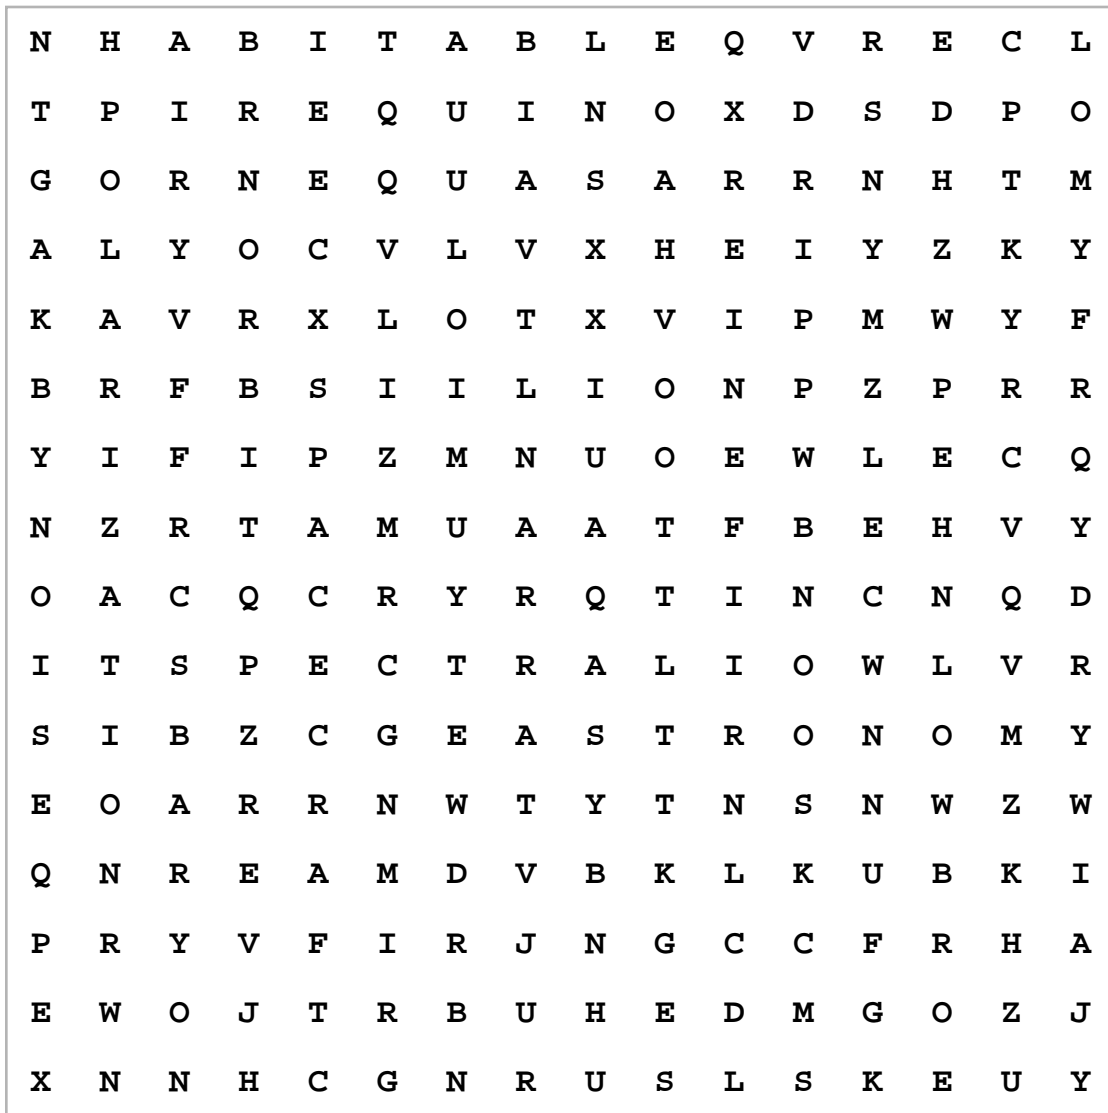 N H A B I T A B L E Q V R E C L
T P I R E Q U I N O X D S D P O
G O R N E Q U A S A R R N H T M
A L Y O C V L V X H E I Y Z K Y
K A V R X L O T X V I P M W Y F
B R F B S I I L I O N P Z P R R
Y I F I P Z M N U O E W L E C Q
N Z R T A M U A A T F B E H V Y
O A C Q C R Y R Q T I N C N Q D
I T S P E C T R A L I O W L V R
S I B Z C G E A S T R O N O M Y
E O A R R N W T Y T N S N W Z W
Q N R E A M D V B K L K U B K I
P R Y V F I R J N G C C F R H A
E W O J T R B U H E D M G O Z J
X N N H C G N R U S L S K E U Y